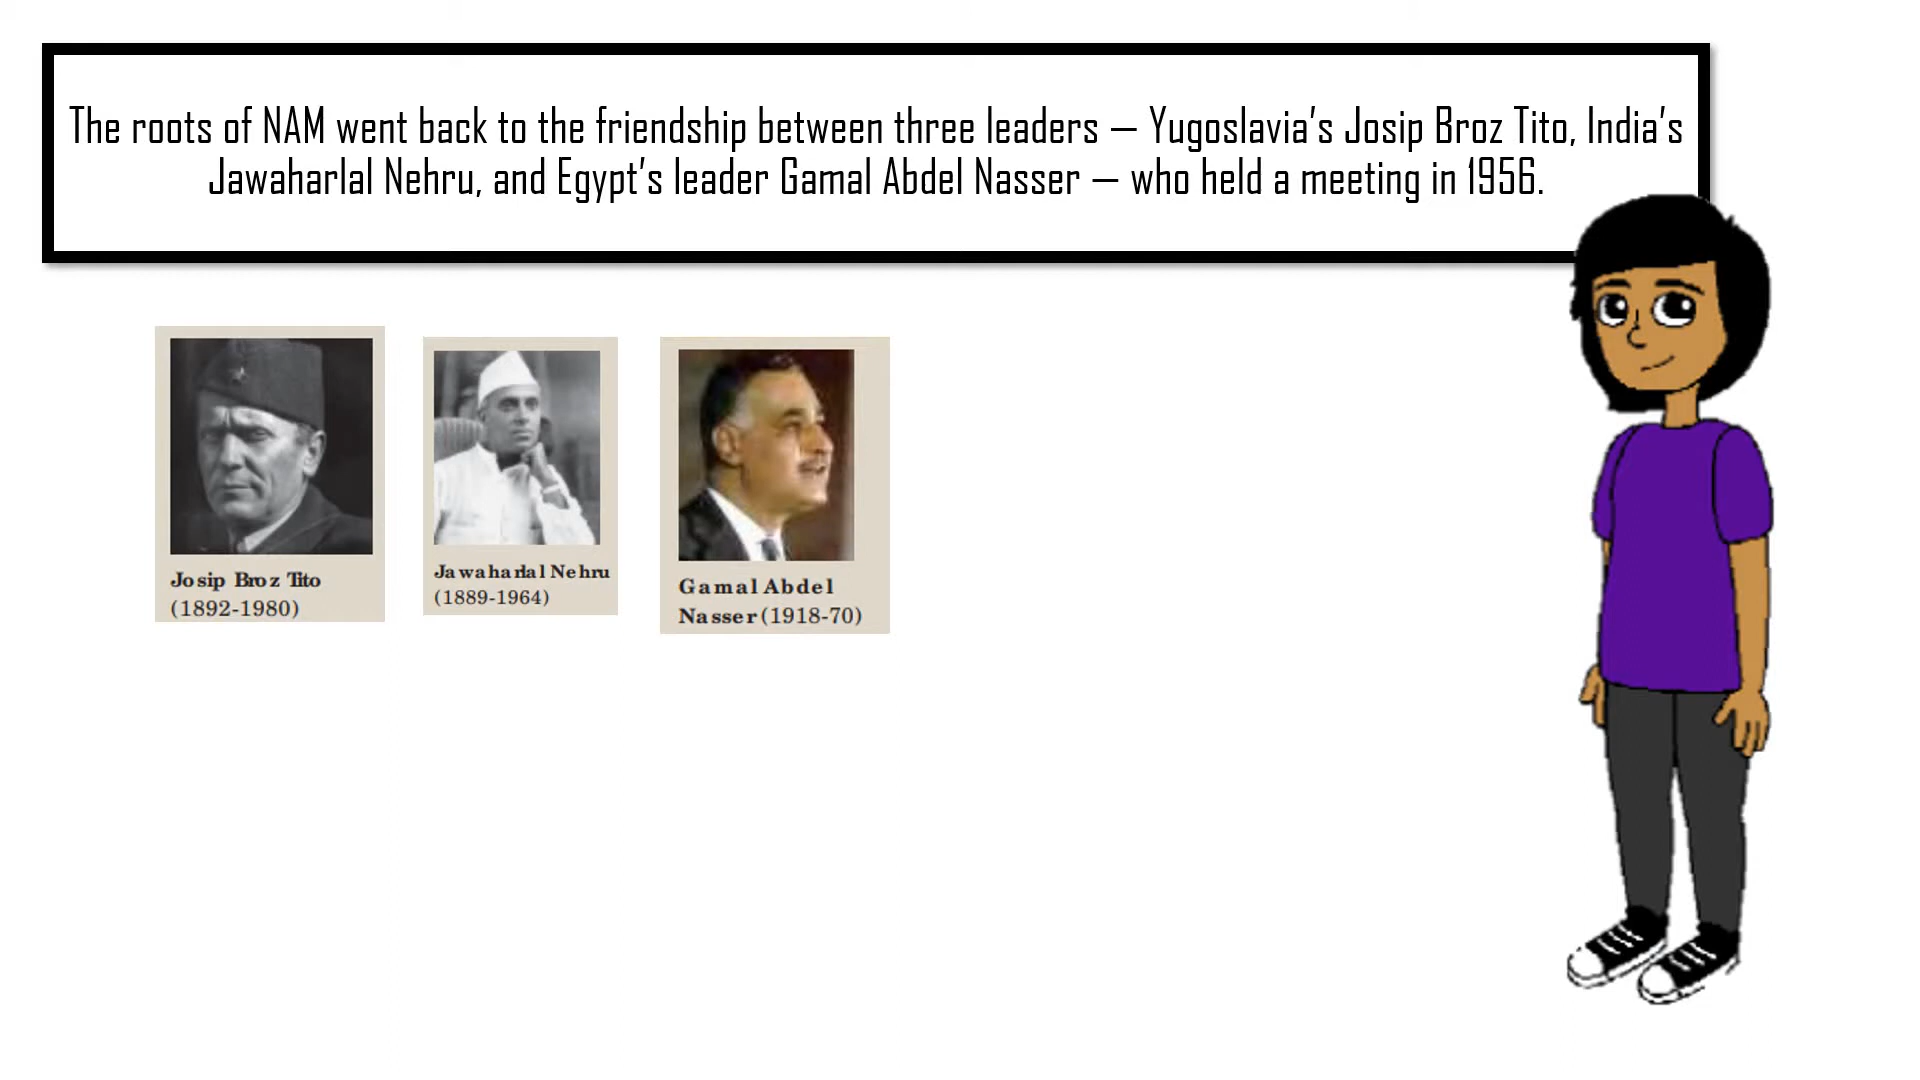 The roots of NAM went back to the friendship between three leaders — Yugoslavia’s Josip Broz Tito, India’s
Jawaharlal Nehru, and Egypt’s leader Gamal Abdel Nasser — who held a meeting in 1956.
Josip Broz Tito
(1892-1980)
Jawaharlal Nehru
(1889-1964)
Gamal Abdel
Nasser (1918-70)